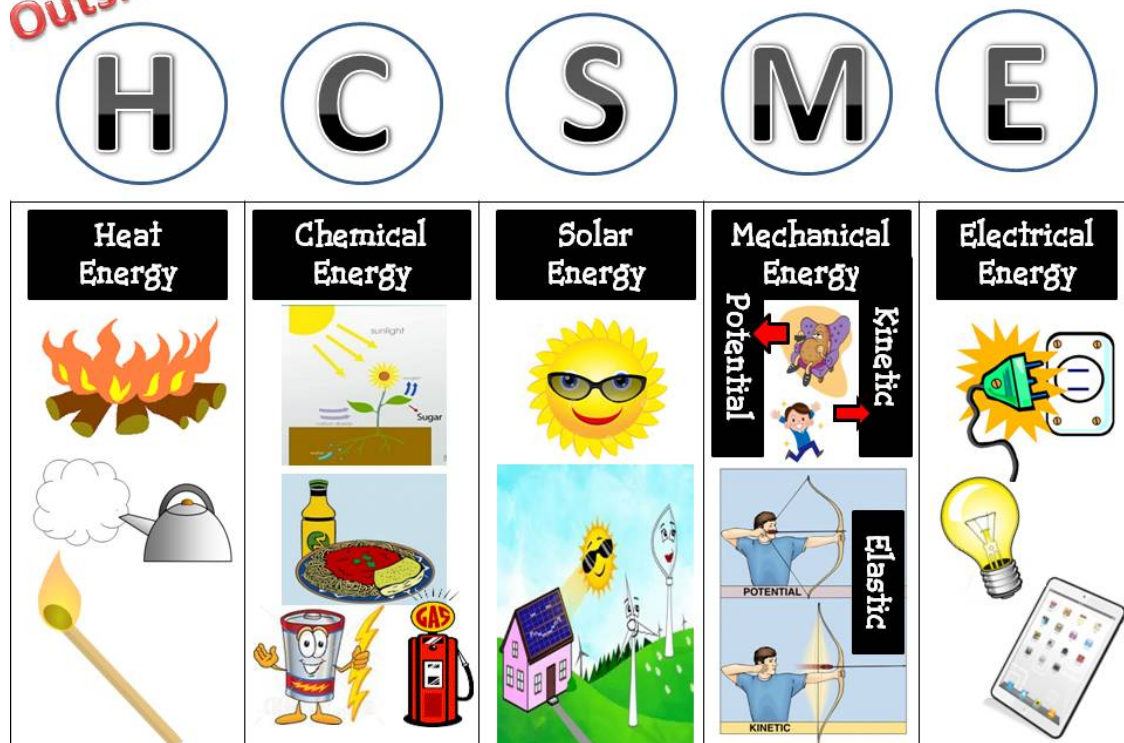 H C S M E
Heat
Energy
Chemical
Energy
sunlight
Sugar
GAS
Solar
Energy
Mechanical
Energy
Potential
Kinetic
Elastic
POTENTIAL
KINETIC
Electrical
Energy